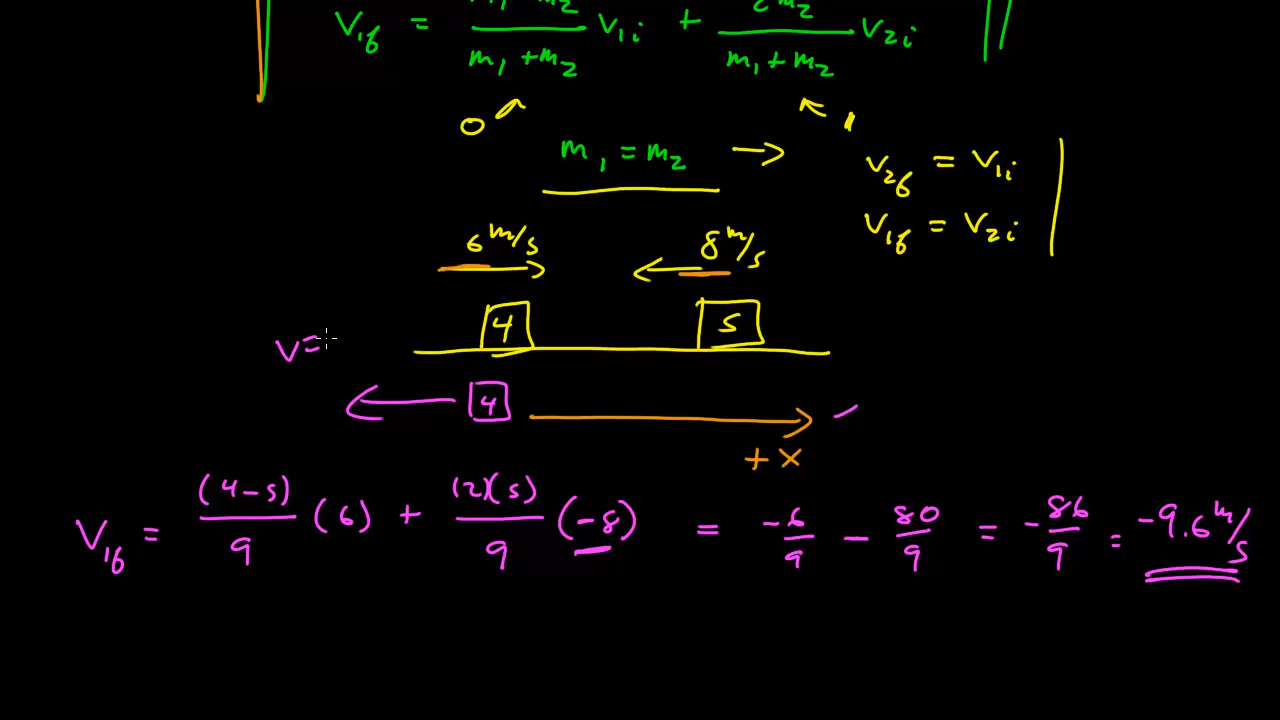 V1f = m1 - m2 / m1 + m2 V1i + 2m2 / m1 + m2 V2i
0 1
m1 = m2 → V2f = V1i
V1f = V2i
6 m/s 8 m/s
4 5
V=
4
+ x
V1f = (4-5)/9 (6) + (2)(5)/9 (-8) = -6/9 - 80/9 = -86/9 = -9.6 m/s